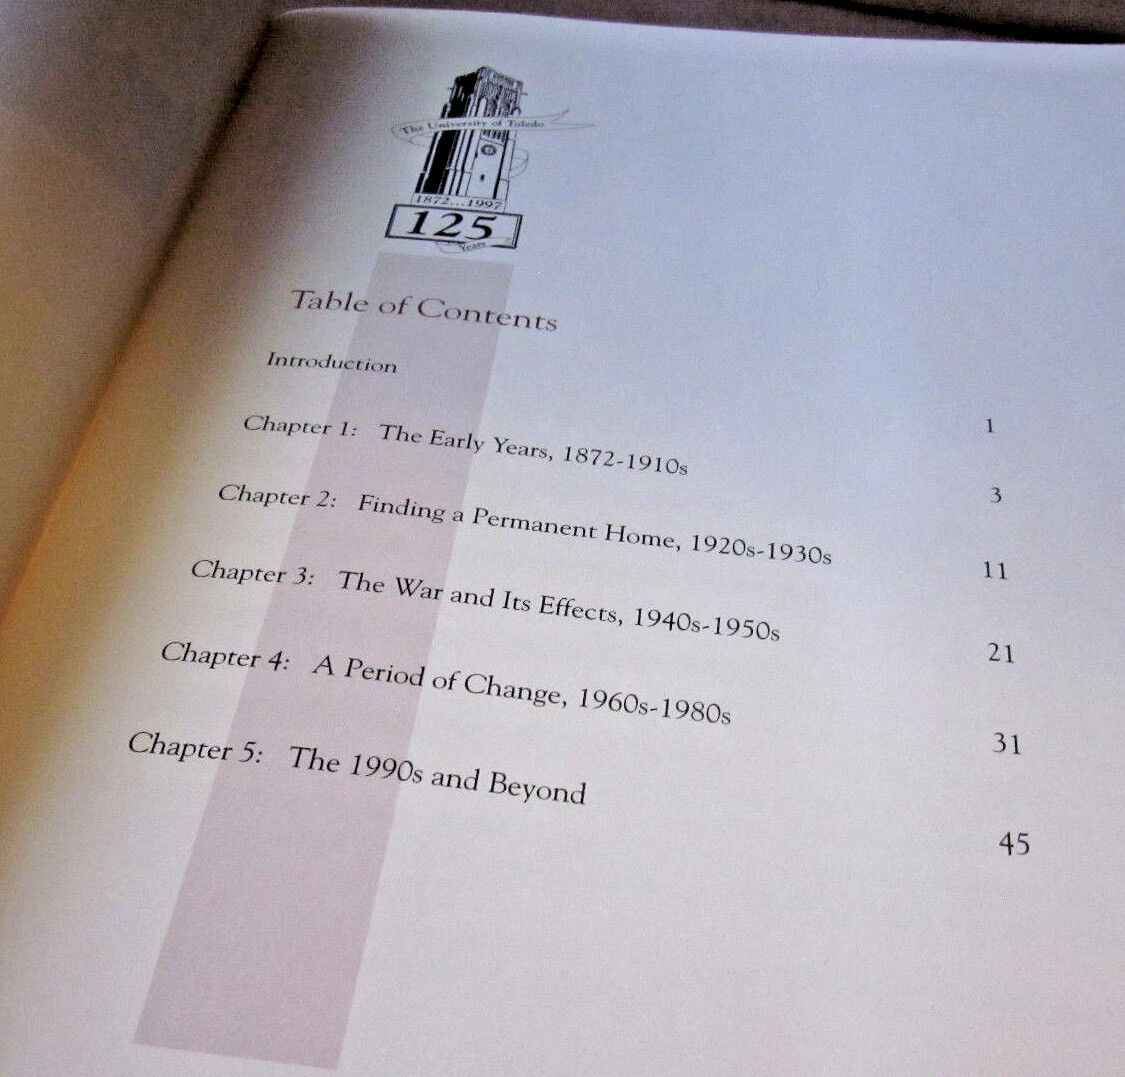 The University of Toledo
1872...1997
125
Years
Table of Contents
Introduction 1
Chapter 1: The Early Years, 1872-1910s 3
Chapter 2: Finding a Permanent Home, 1920s-1930s 11
Chapter 3: The War and Its Effects, 1940s-1950s 21
Chapter 4: A Period of Change, 1960s-1980s 31
Chapter 5: The 1990s and Beyond 45